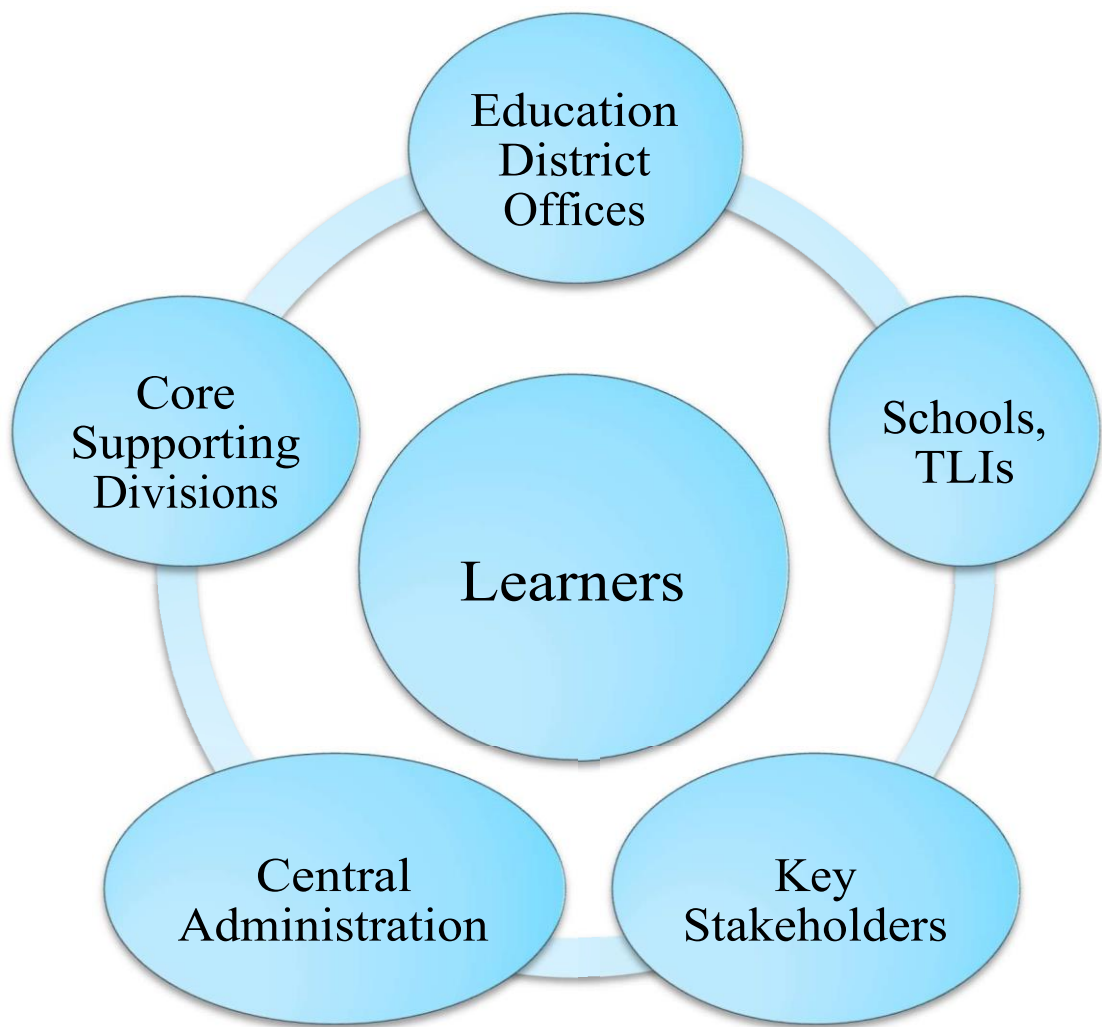 Education
District
Offices
Core
Supporting
Divisions
Schools,
TLIs
Learners
Central
Administration
Key
Stakeholders